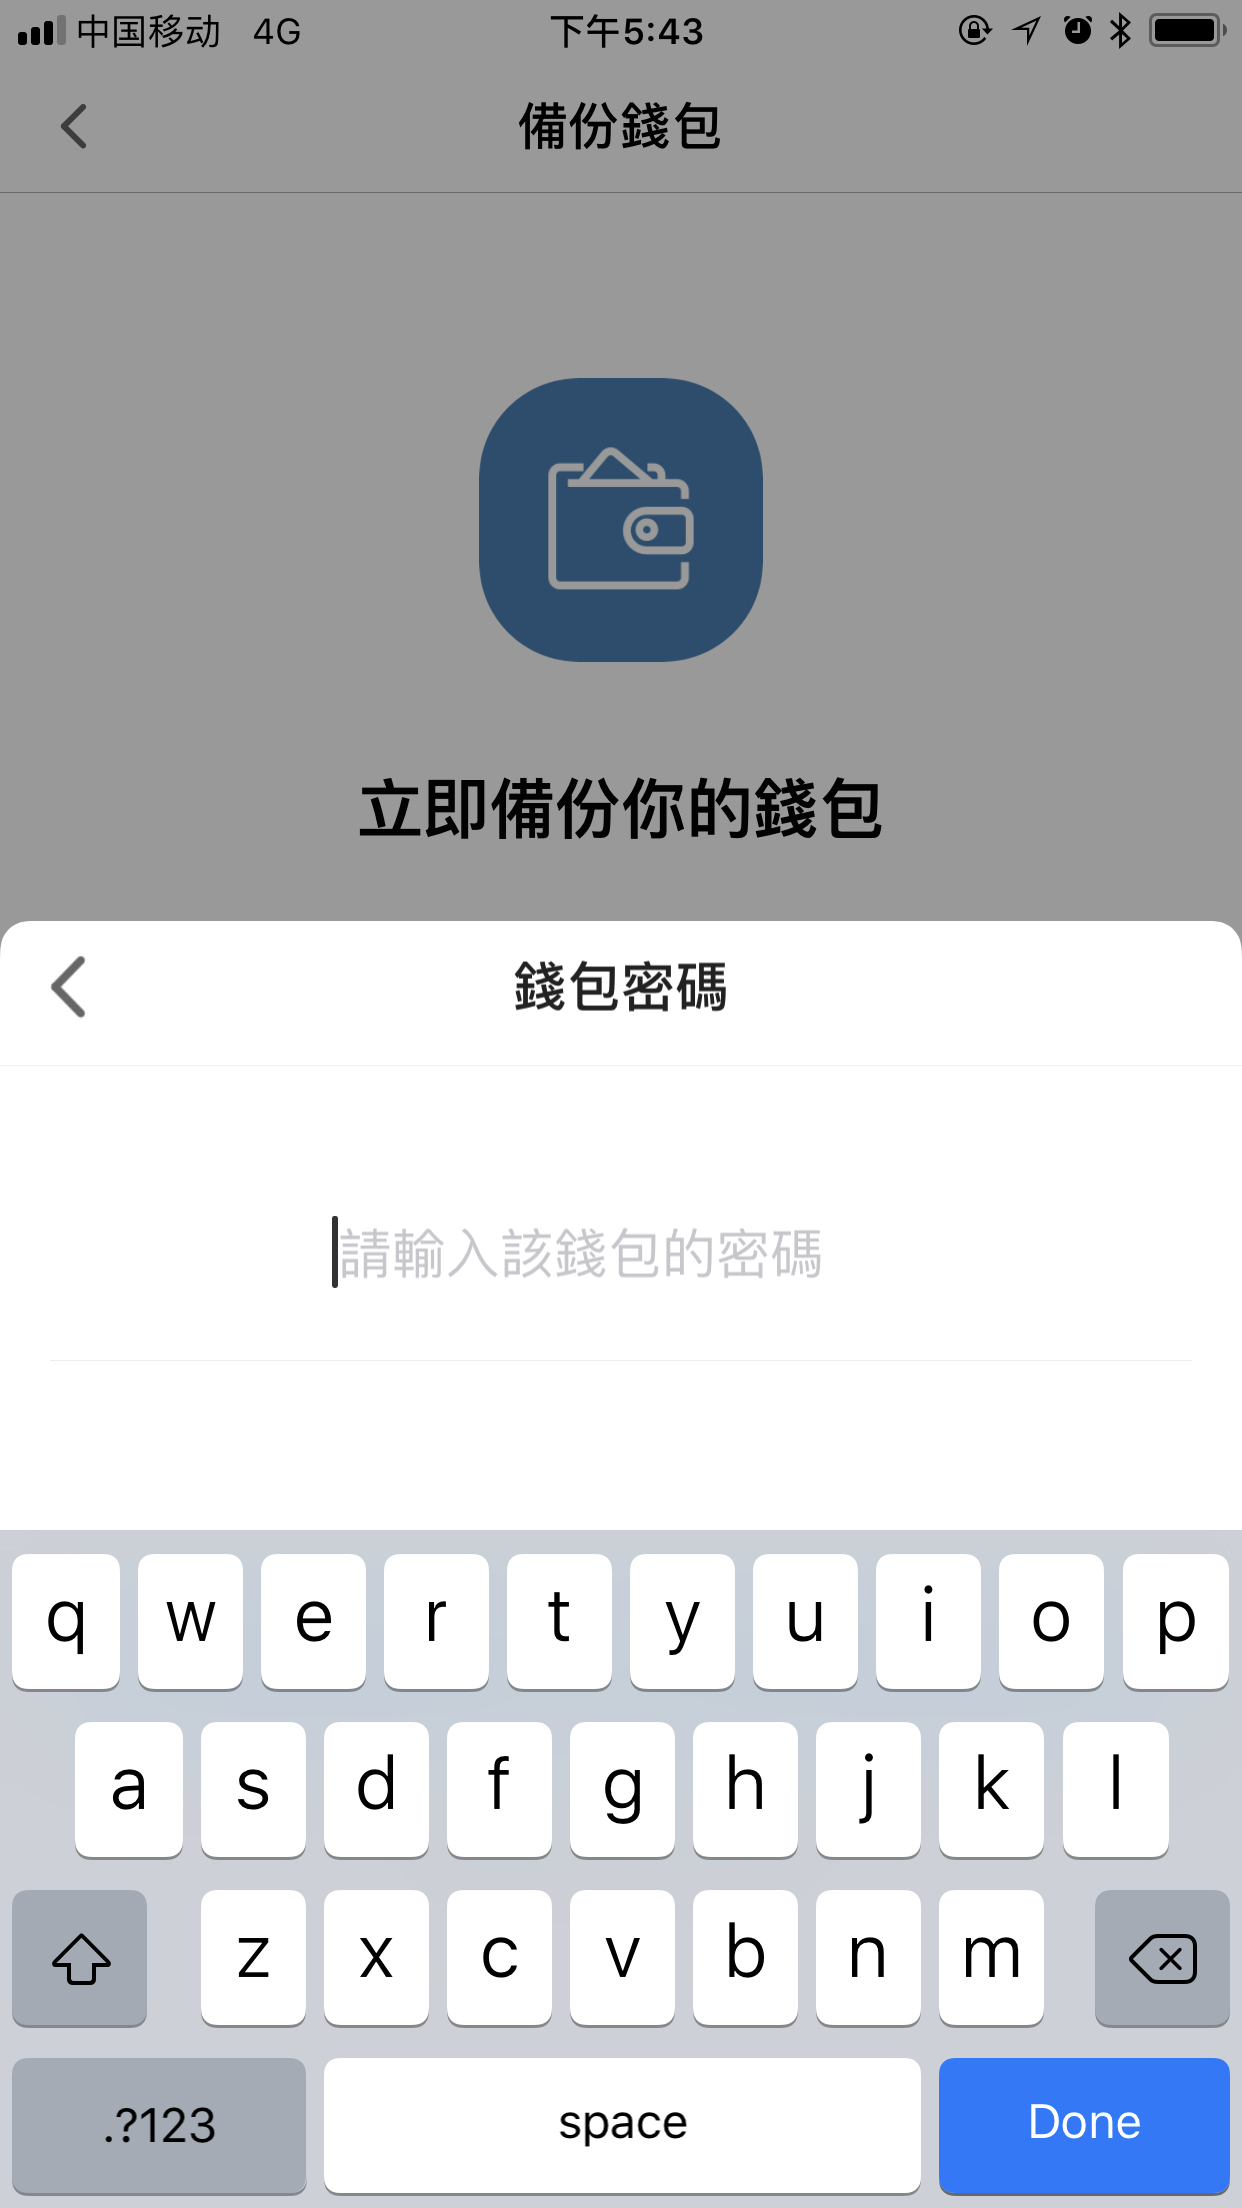 中国移动 4G 下午5:43
備份錢包
立即備份你的錢包
錢包密碼
請輸入該錢包的密碼
q w e r t y u i o p
a s d f g h j k l
z x c v b n m
.?123 space Done